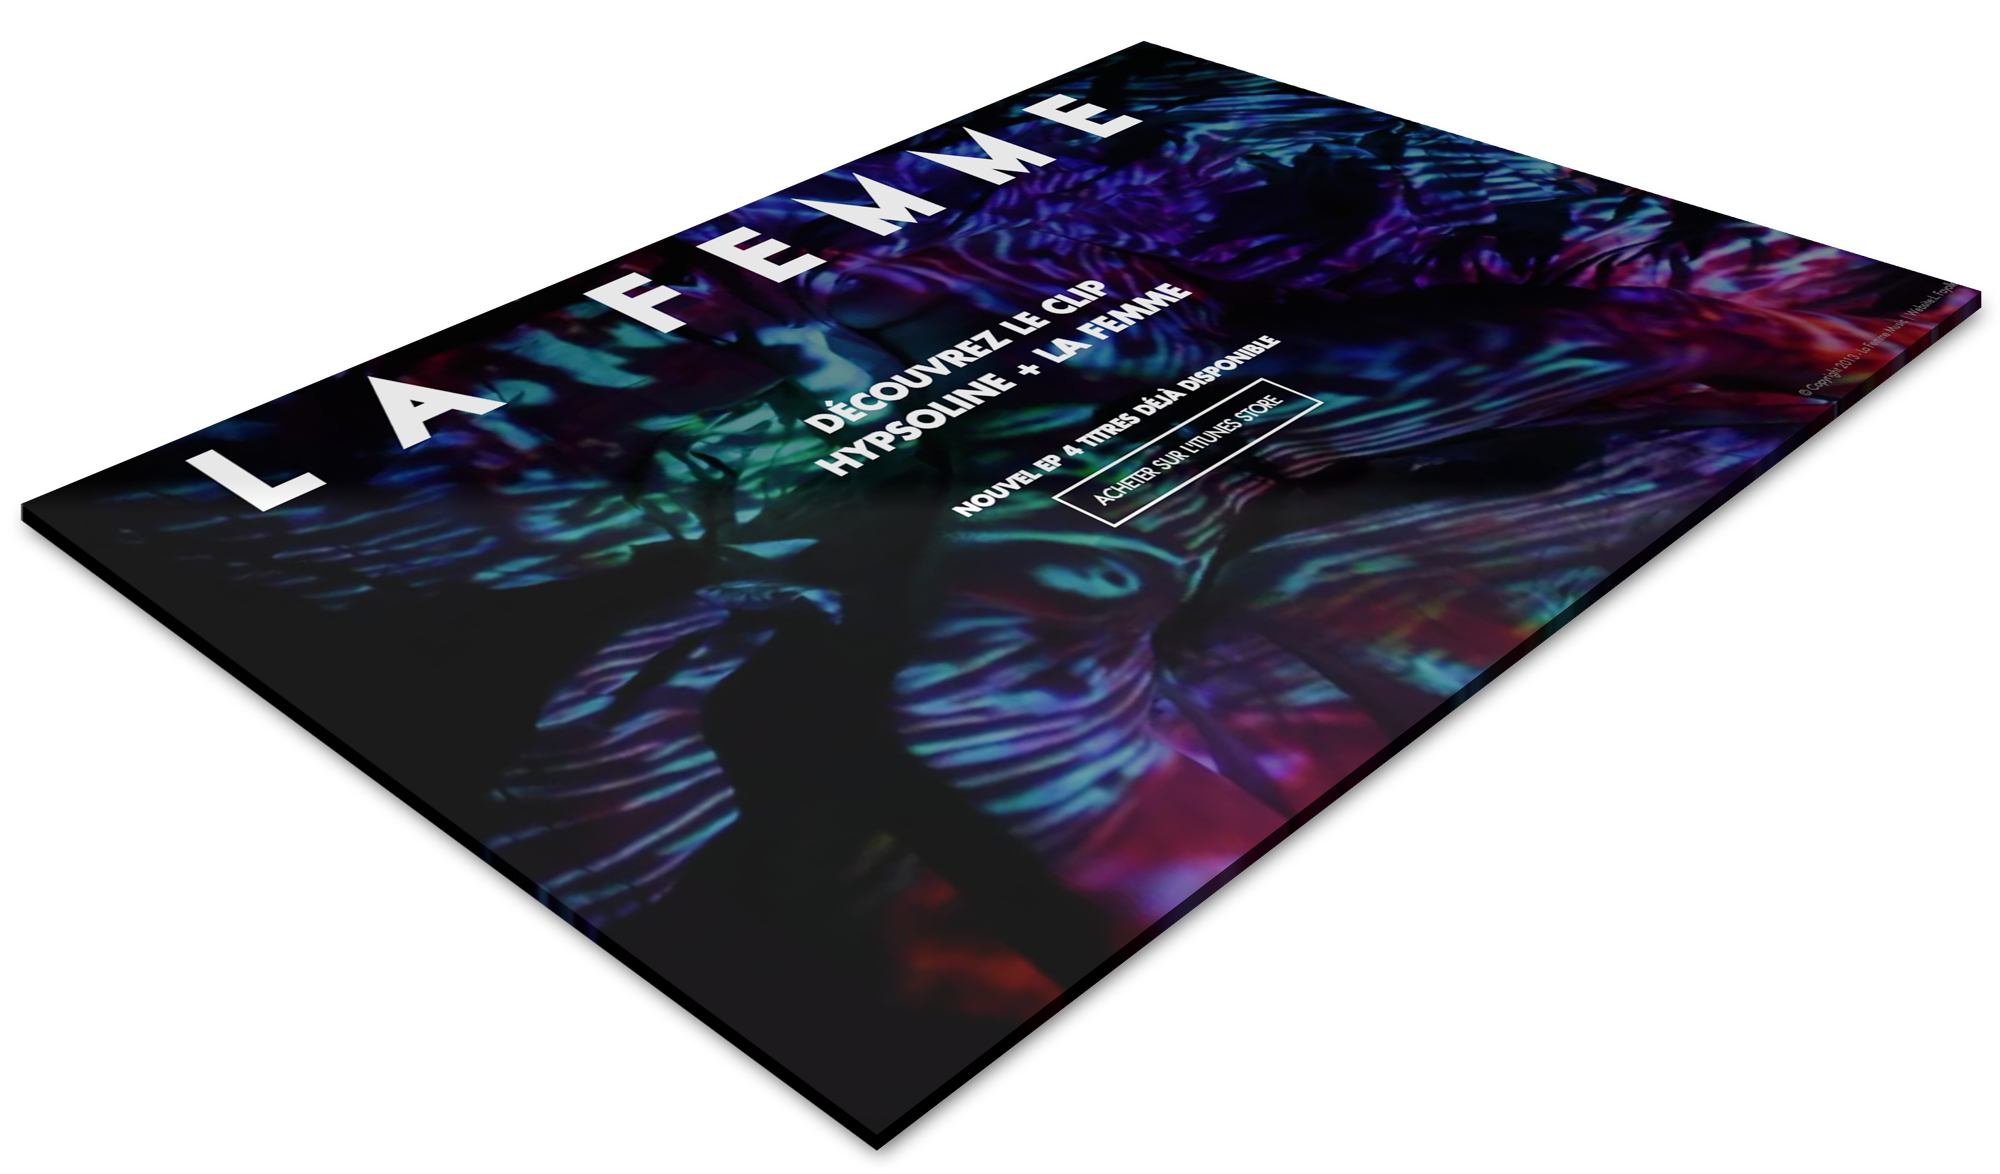 LA FEMME
DÉCOUVREZ LE CLIP
HYPSOLINE + LA FEMME
NOUVEL EP 4 TITRES DÉJÀ DISPONIBLE
ACHETER SUR L'ITUNES STORE
© Copyright 2013 . La Femme Music | Website L.